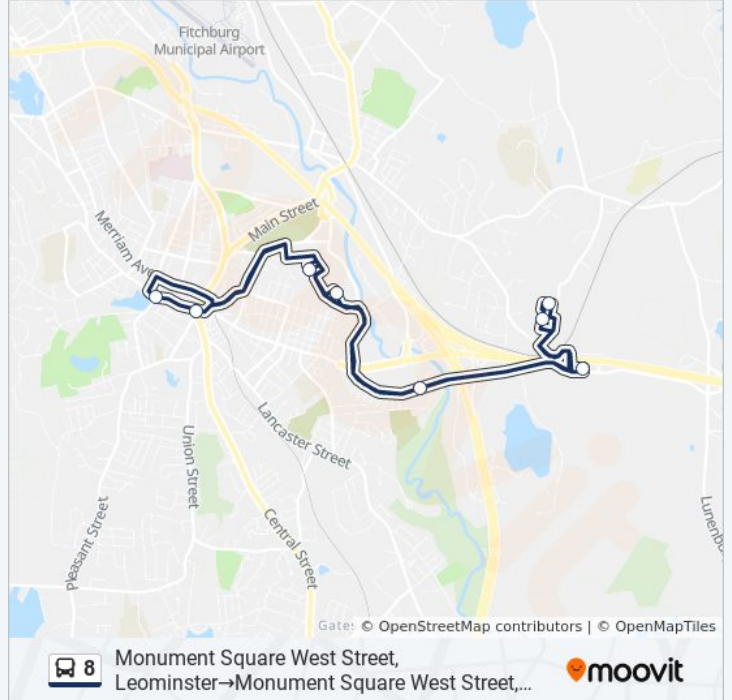 Fitchburg
Municipal Airport
Main Street
Merriam Ave
Lancaster Street
Union Street
Pleasant Street
Central Street
© OpenStreetMap contributors | © OpenMapTiles
8
Monument Square West Street,
Leominster→Monument Square West Street,...
moovit